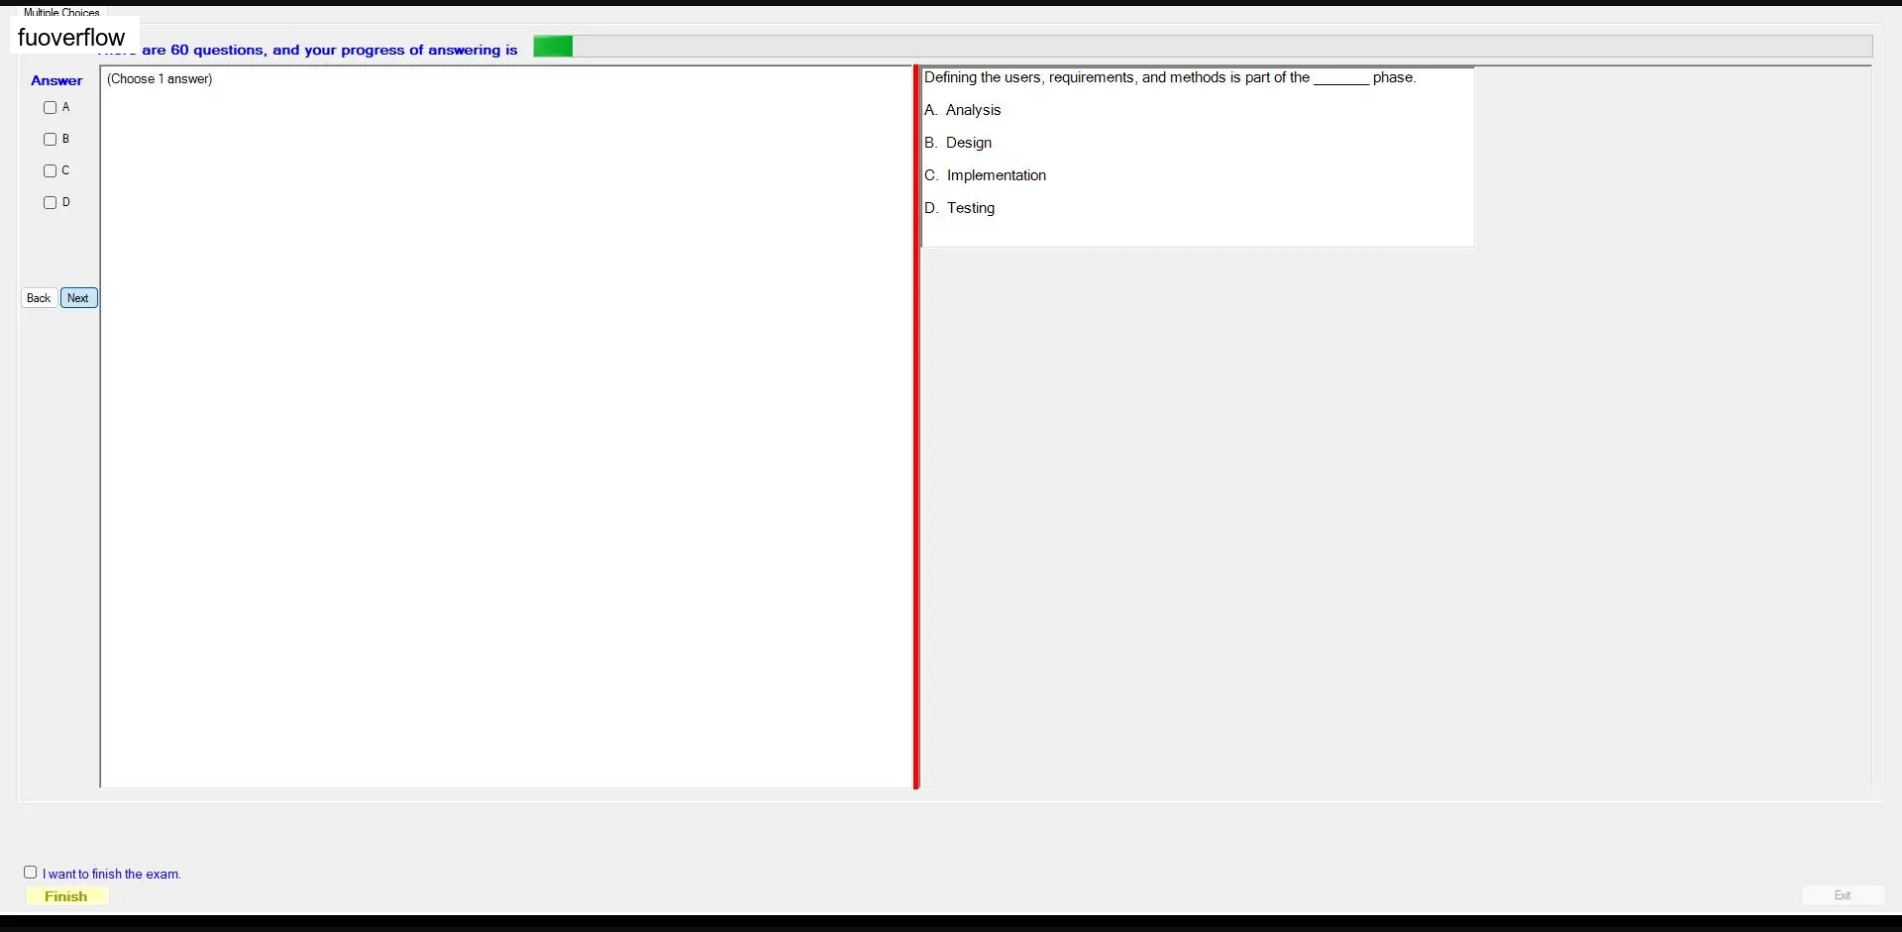 Multiple Choices
fuoverflow
are 60 questions, and your progress of answering is
Answer
(Choose 1 answer)
A
B
C
D
Back Next
Defining the users, requirements, and methods is part of the _______ phase.
A. Analysis
B. Design
C. Implementation
D. Testing
I want to finish the exam.
Finish
Exit